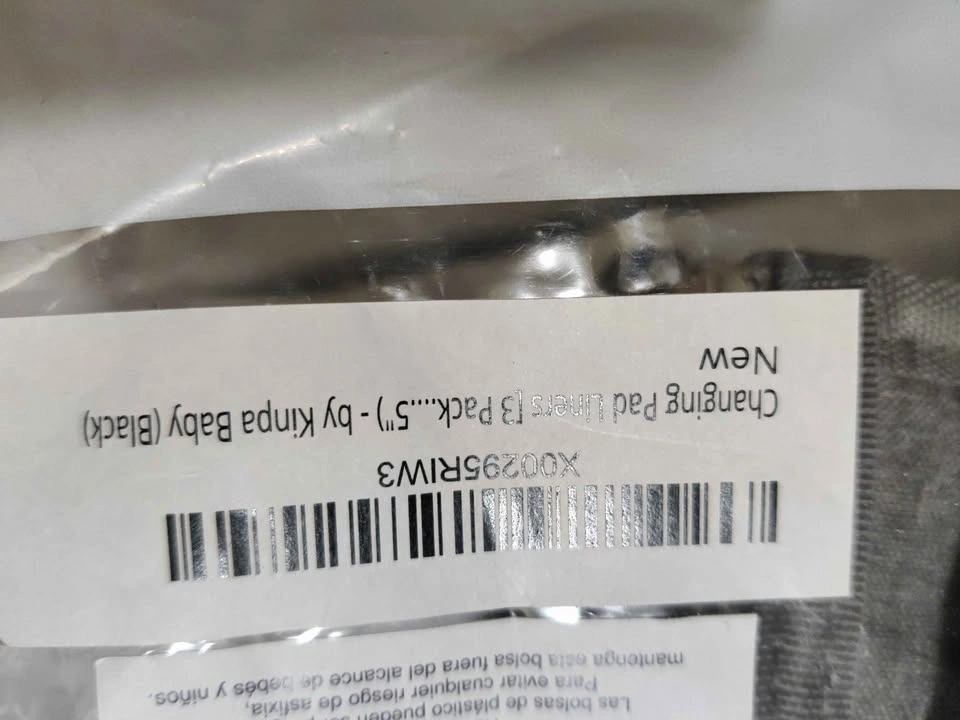 Las bolsas de plástico pueden
Para evitar cualquier riesgo de asfixia,
mantenga esta bolsa fuera del alcance de bebés y niños.
X00295RIW3
Changing Pad Liners [3 Pack.....5") - by Kinpa Baby (Black)
New